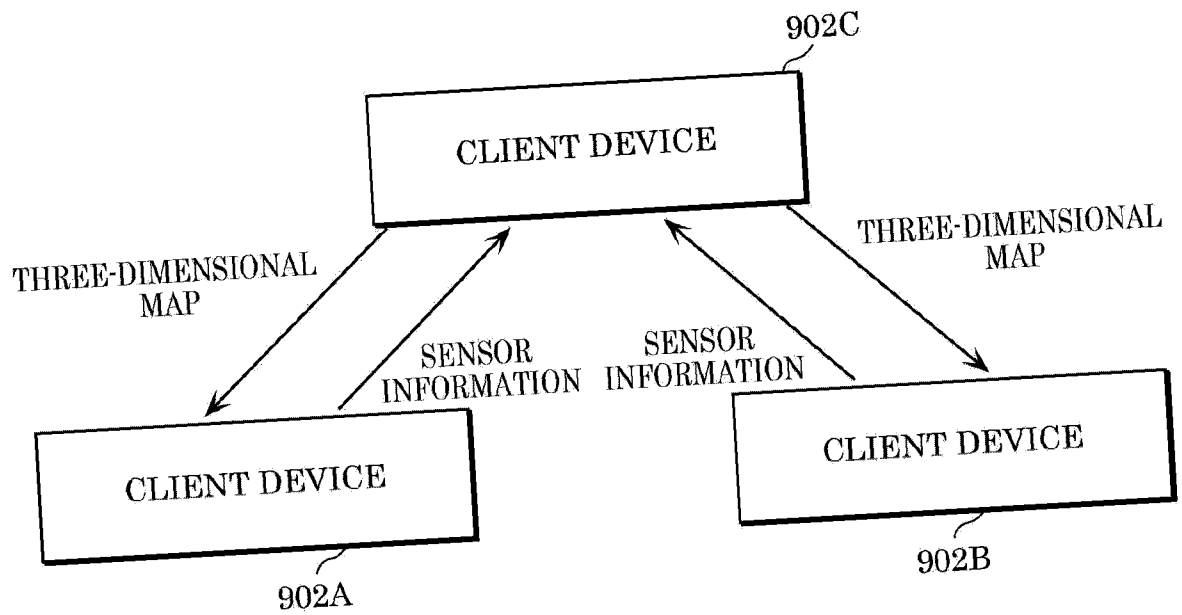 902C
CLIENT DEVICE
THREE-DIMENSIONAL
MAP
THREE-DIMENSIONAL
MAP
SENSOR
INFORMATION
SENSOR
INFORMATION
CLIENT DEVICE
902A
CLIENT DEVICE
902B